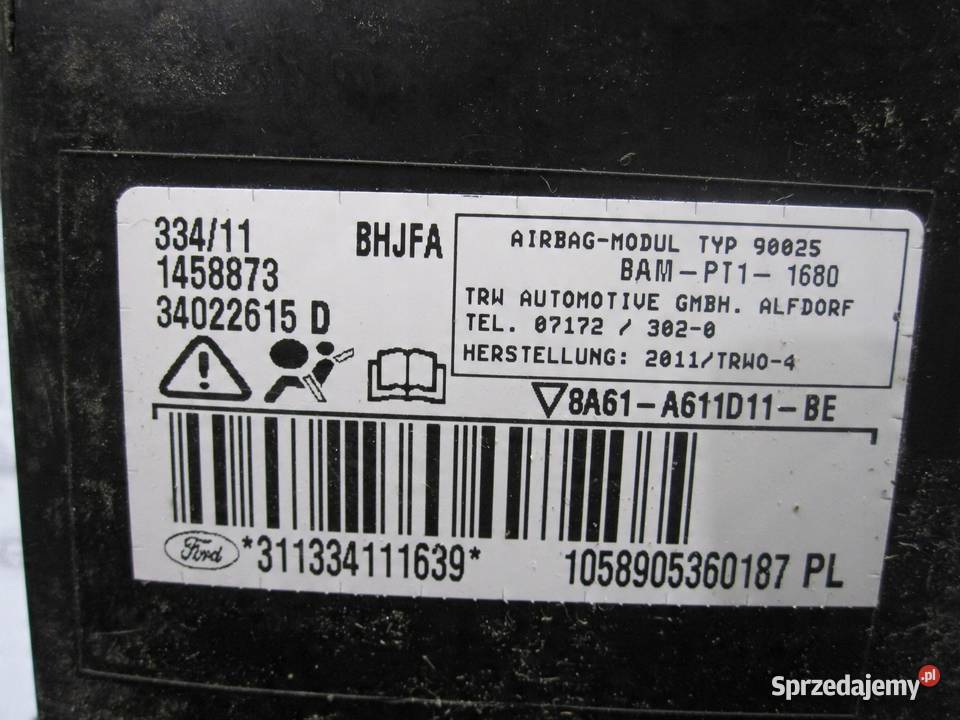 334/11
1458873
34022615 D
BHJFA
AIRBAG-MODUL TYP 90025
BAM-PT1-1680
TRW AUTOMOTIVE GMBH. ALFDORF
TEL. 07172 / 302-0
HERSTELLUNG: 2011/TRWO-4
8A61-A611D11-BE
Ford
*311334111639*
1058905360187 PL
Sprzedajemy.pl